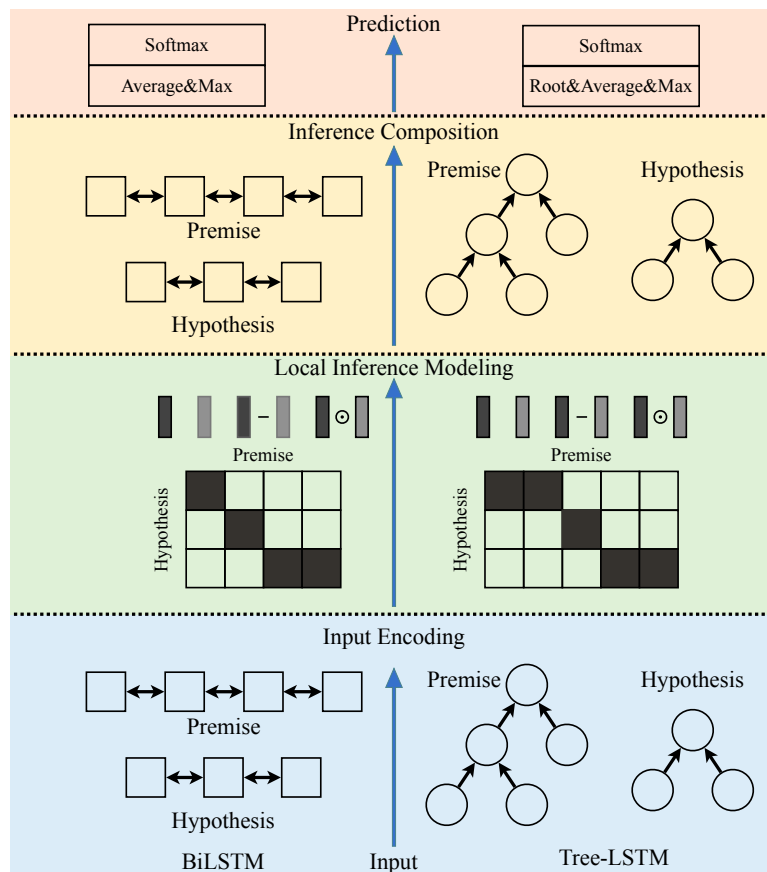 Prediction
Softmax
Average&Max
Softmax
Root&Average&Max
Inference Composition
Premise
Hypothesis
Premise
Hypothesis
Local Inference Modeling
−
⊙
−
⊙
Premise
Hypothesis
Premise
Hypothesis
Input Encoding
Premise
Hypothesis
Premise
Hypothesis
BiLSTM
Input
Tree-LSTM